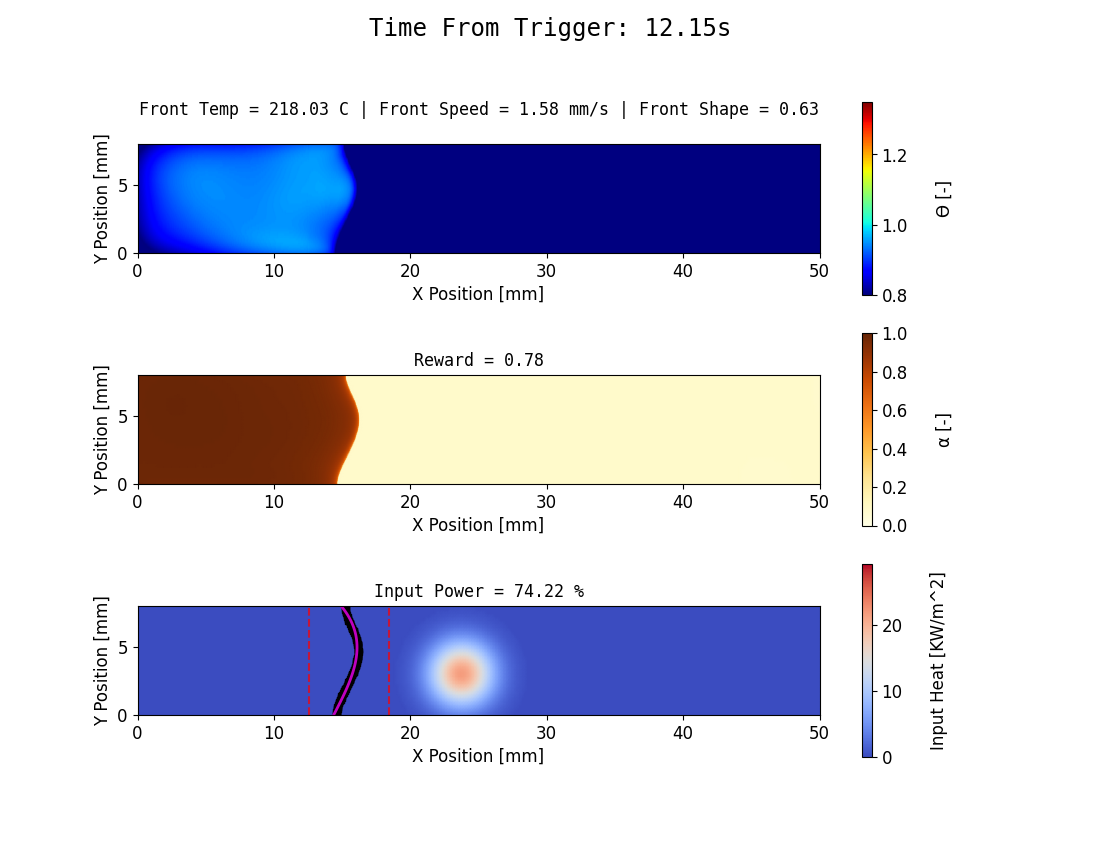 Time From Trigger: 12.15s
Front Temp = 218.03 C | Front Speed = 1.58 mm/s | Front Shape = 0.63
Y Position [mm]
5
0
0 10 20 30 40 50
X Position [mm]
1.2
1.0
0.8
Θ [-]
Reward = 0.78
Y Position [mm]
5
0
0 10 20 30 40 50
X Position [mm]
1.0
0.8
0.6
0.4
0.2
0.0
α [-]
Input Power = 74.22 %
Y Position [mm]
5
0
0 10 20 30 40 50
X Position [mm]
20
10
0
Input Heat [KW/m^2]